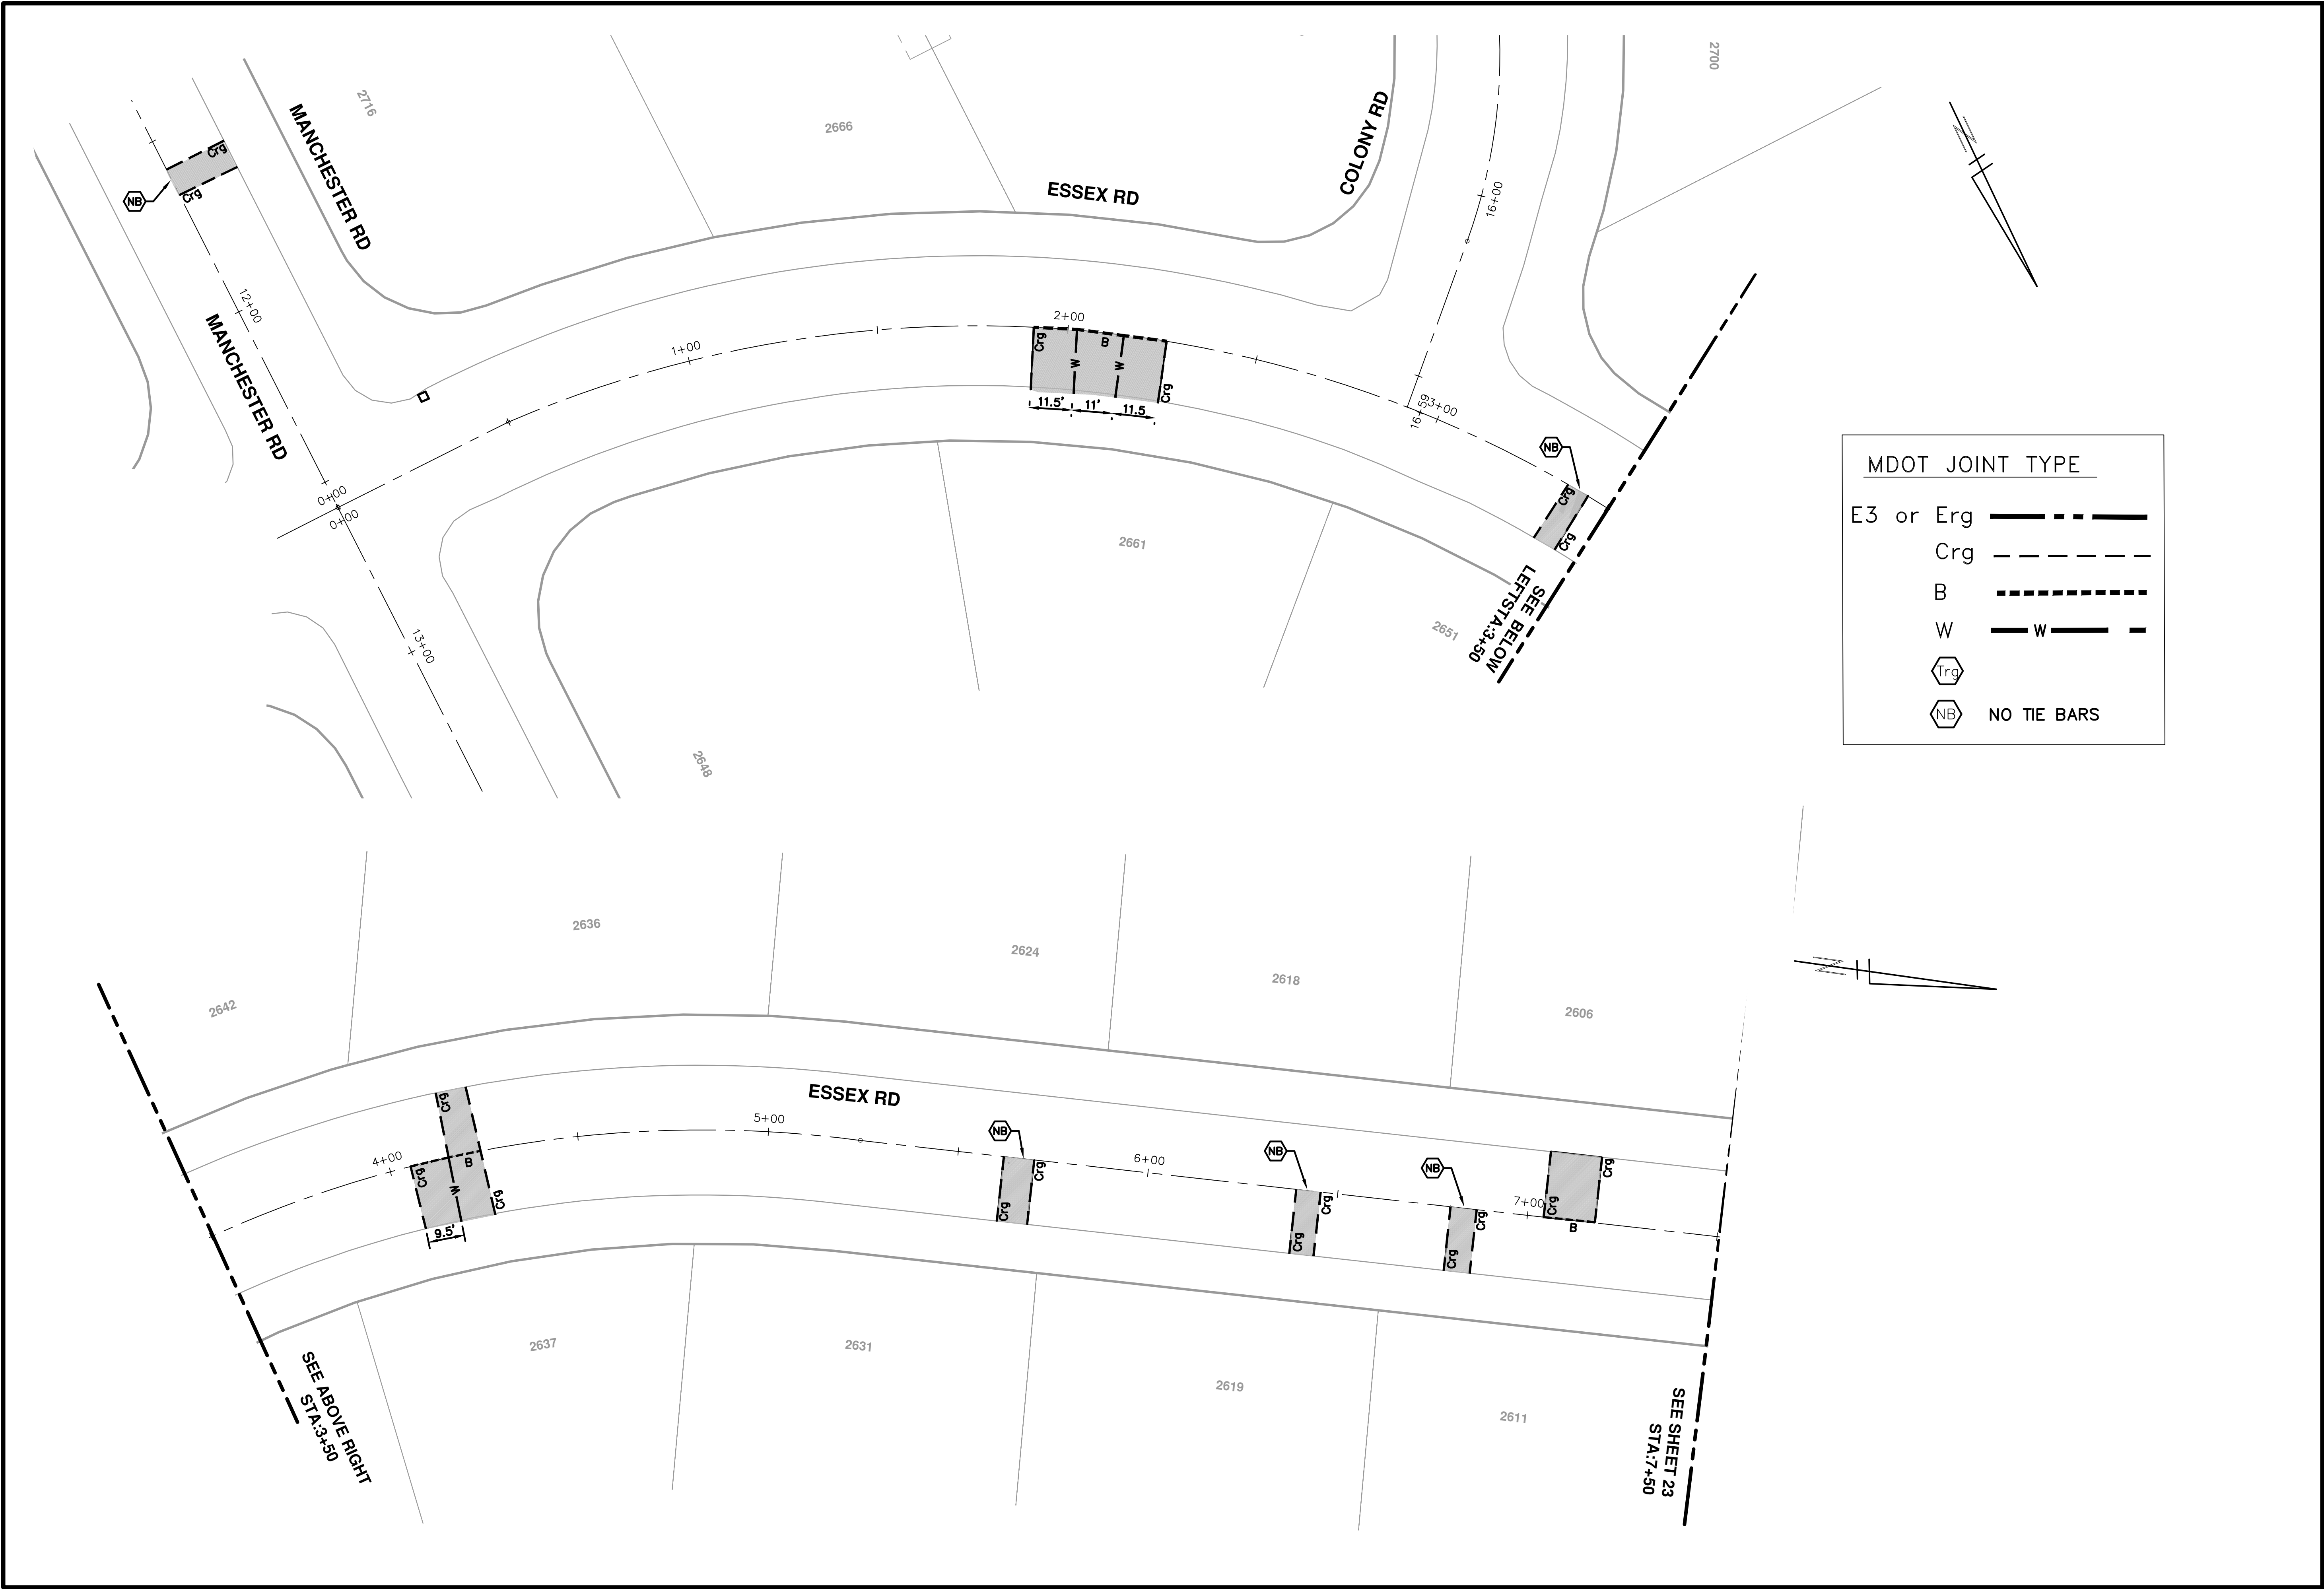 2716
2666
MANCHESTER RD
ESSEX RD
COLONY RD
2700
N
16+00
Crg
Crg
NB
12+00
MANCHESTER RD
1+00
2+00
Crg
W
B
W
Crg
11.5'
11'
11.5
16+59
3+00
NB
Crg
Crg
0+00
0+00
13+00
2661
2651
2648
SEE BELOW
LEFTSTA:3+50
MDOT JOINT TYPE
E3 or Erg
Crg
B
W
W
Trg
NB NO TIE BARS
2642
2636
2624
2618
2606
N
ESSEX RD
Crg
4+00
Crg
B
W
Crg
9.5'
5+00
NB
Crg
Crg
6+00
NB
Crg
Crg
NB
Crg
Crg
7+00
Crg
Crg
B
2637
2631
2619
2611
SEE ABOVE RIGHT
STA:3+50
SEE SHEET 23
STA:7+50